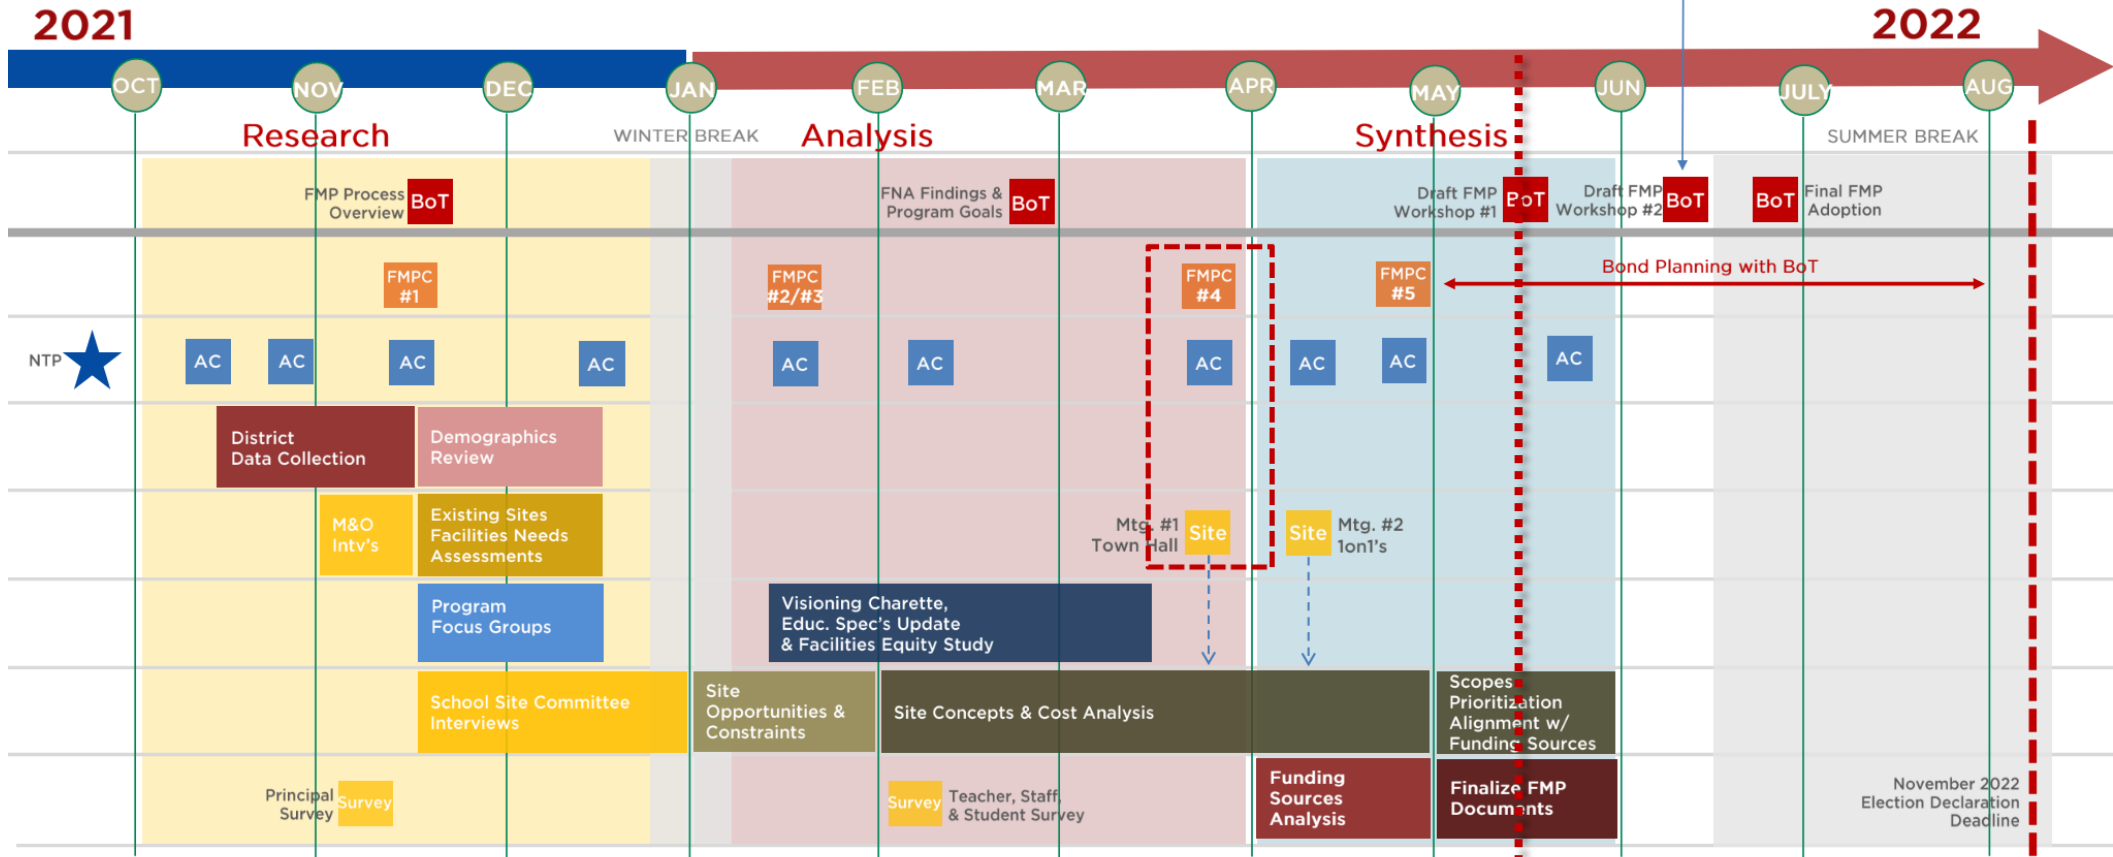 2021
2022
OCT
NOV
DEC
JAN
FEB
MAR
APR
MAY
JUN
JULY
AUG
Research
WINTER BREAK
Analysis
Synthesis
SUMMER BREAK
FMP Process
Overview
BoT
FNA Findings &
Program Goals
BoT
Draft FMP
Workshop #1
BoT
Draft FMP
Workshop #2
BoT
BoT
Final FMP
Adoption
FMPC
#1
FMPC
#2/#3
FMPC
#4
FMPC
#5
Bond Planning with BoT
NTP
AC
AC
AC
AC
AC
AC
AC
AC
AC
AC
District
Data Collection
Demographics
Review
M&O
Intv's
Existing Sites
Facilities Needs
Assessments
Mtg. #1
Town Hall
Site
Site
Mtg. #2
1on1's
Program
Focus Groups
Visioning Charette,
Educ. Spec's Update
& Facilities Equity Study
School Site Committee
Interviews
Site
Opportunities &
Constraints
Site Concepts & Cost Analysis
Scopes
Prioritization
Alignment w/
Funding Sources
Principal
Survey
Survey
Survey
Teacher, Staff,
& Student Survey
Funding
Sources
Analysis
Finalize FMP
Documents
November 2022
Election Declaration
Deadline